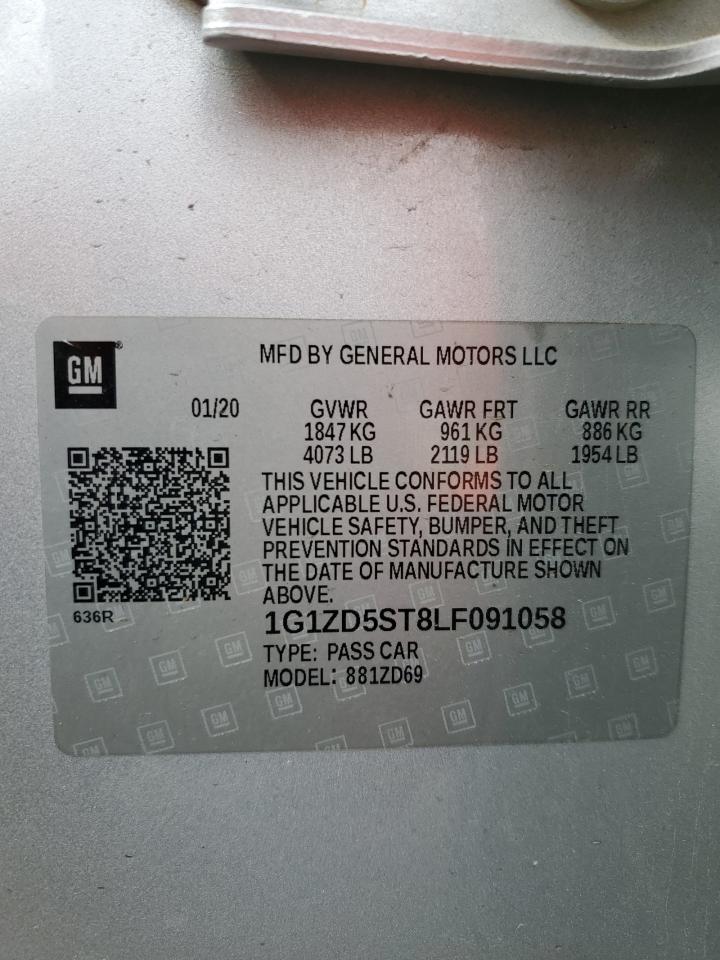 GM®
MFD BY GENERAL MOTORS LLC
01/20 GVWR GAWR FRT GAWR RR
1847 KG 961 KG 886 KG
4073 LB 2119 LB 1954 LB
THIS VEHICLE CONFORMS TO ALL
APPLICABLE U.S. FEDERAL MOTOR
VEHICLE SAFETY, BUMPER, AND THEFT
PREVENTION STANDARDS IN EFFECT ON
THE DATE OF MANUFACTURE SHOWN
ABOVE.
636R
1G1ZD5ST8LF091058
TYPE: PASS CAR
MODEL: 881ZD69